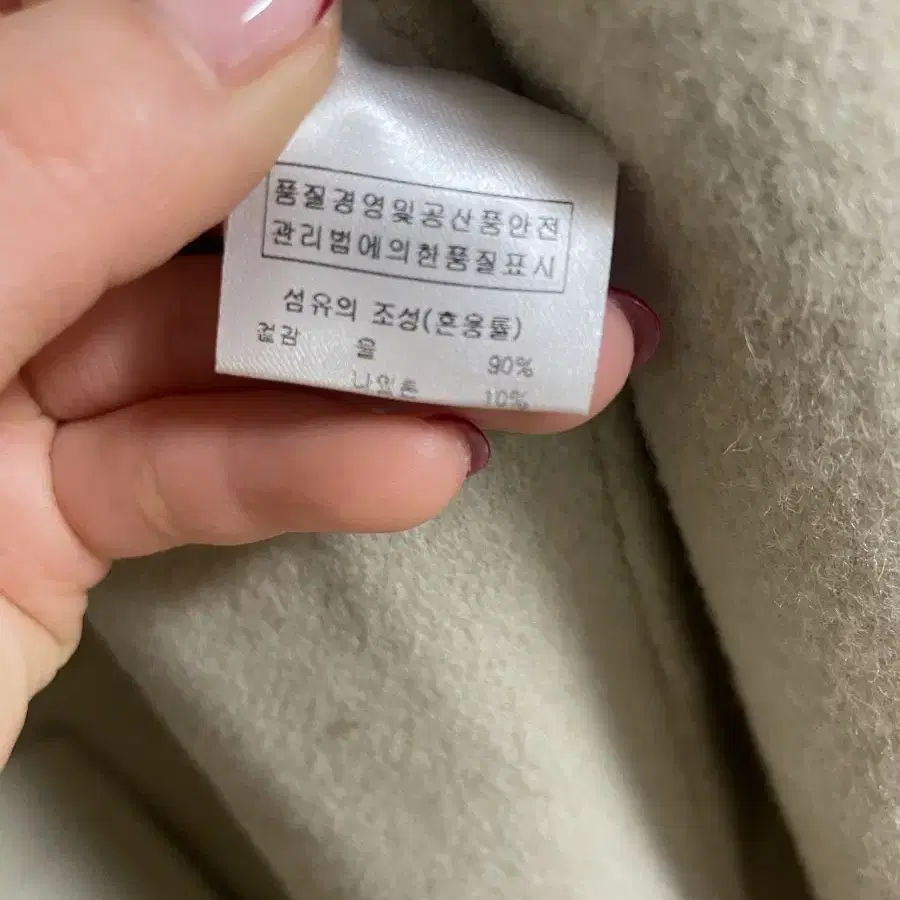 품질경영및공산품안전
관리법에의한품질표시
섬유의 조성(혼용률)
겉감 울 90%
나일론 10%